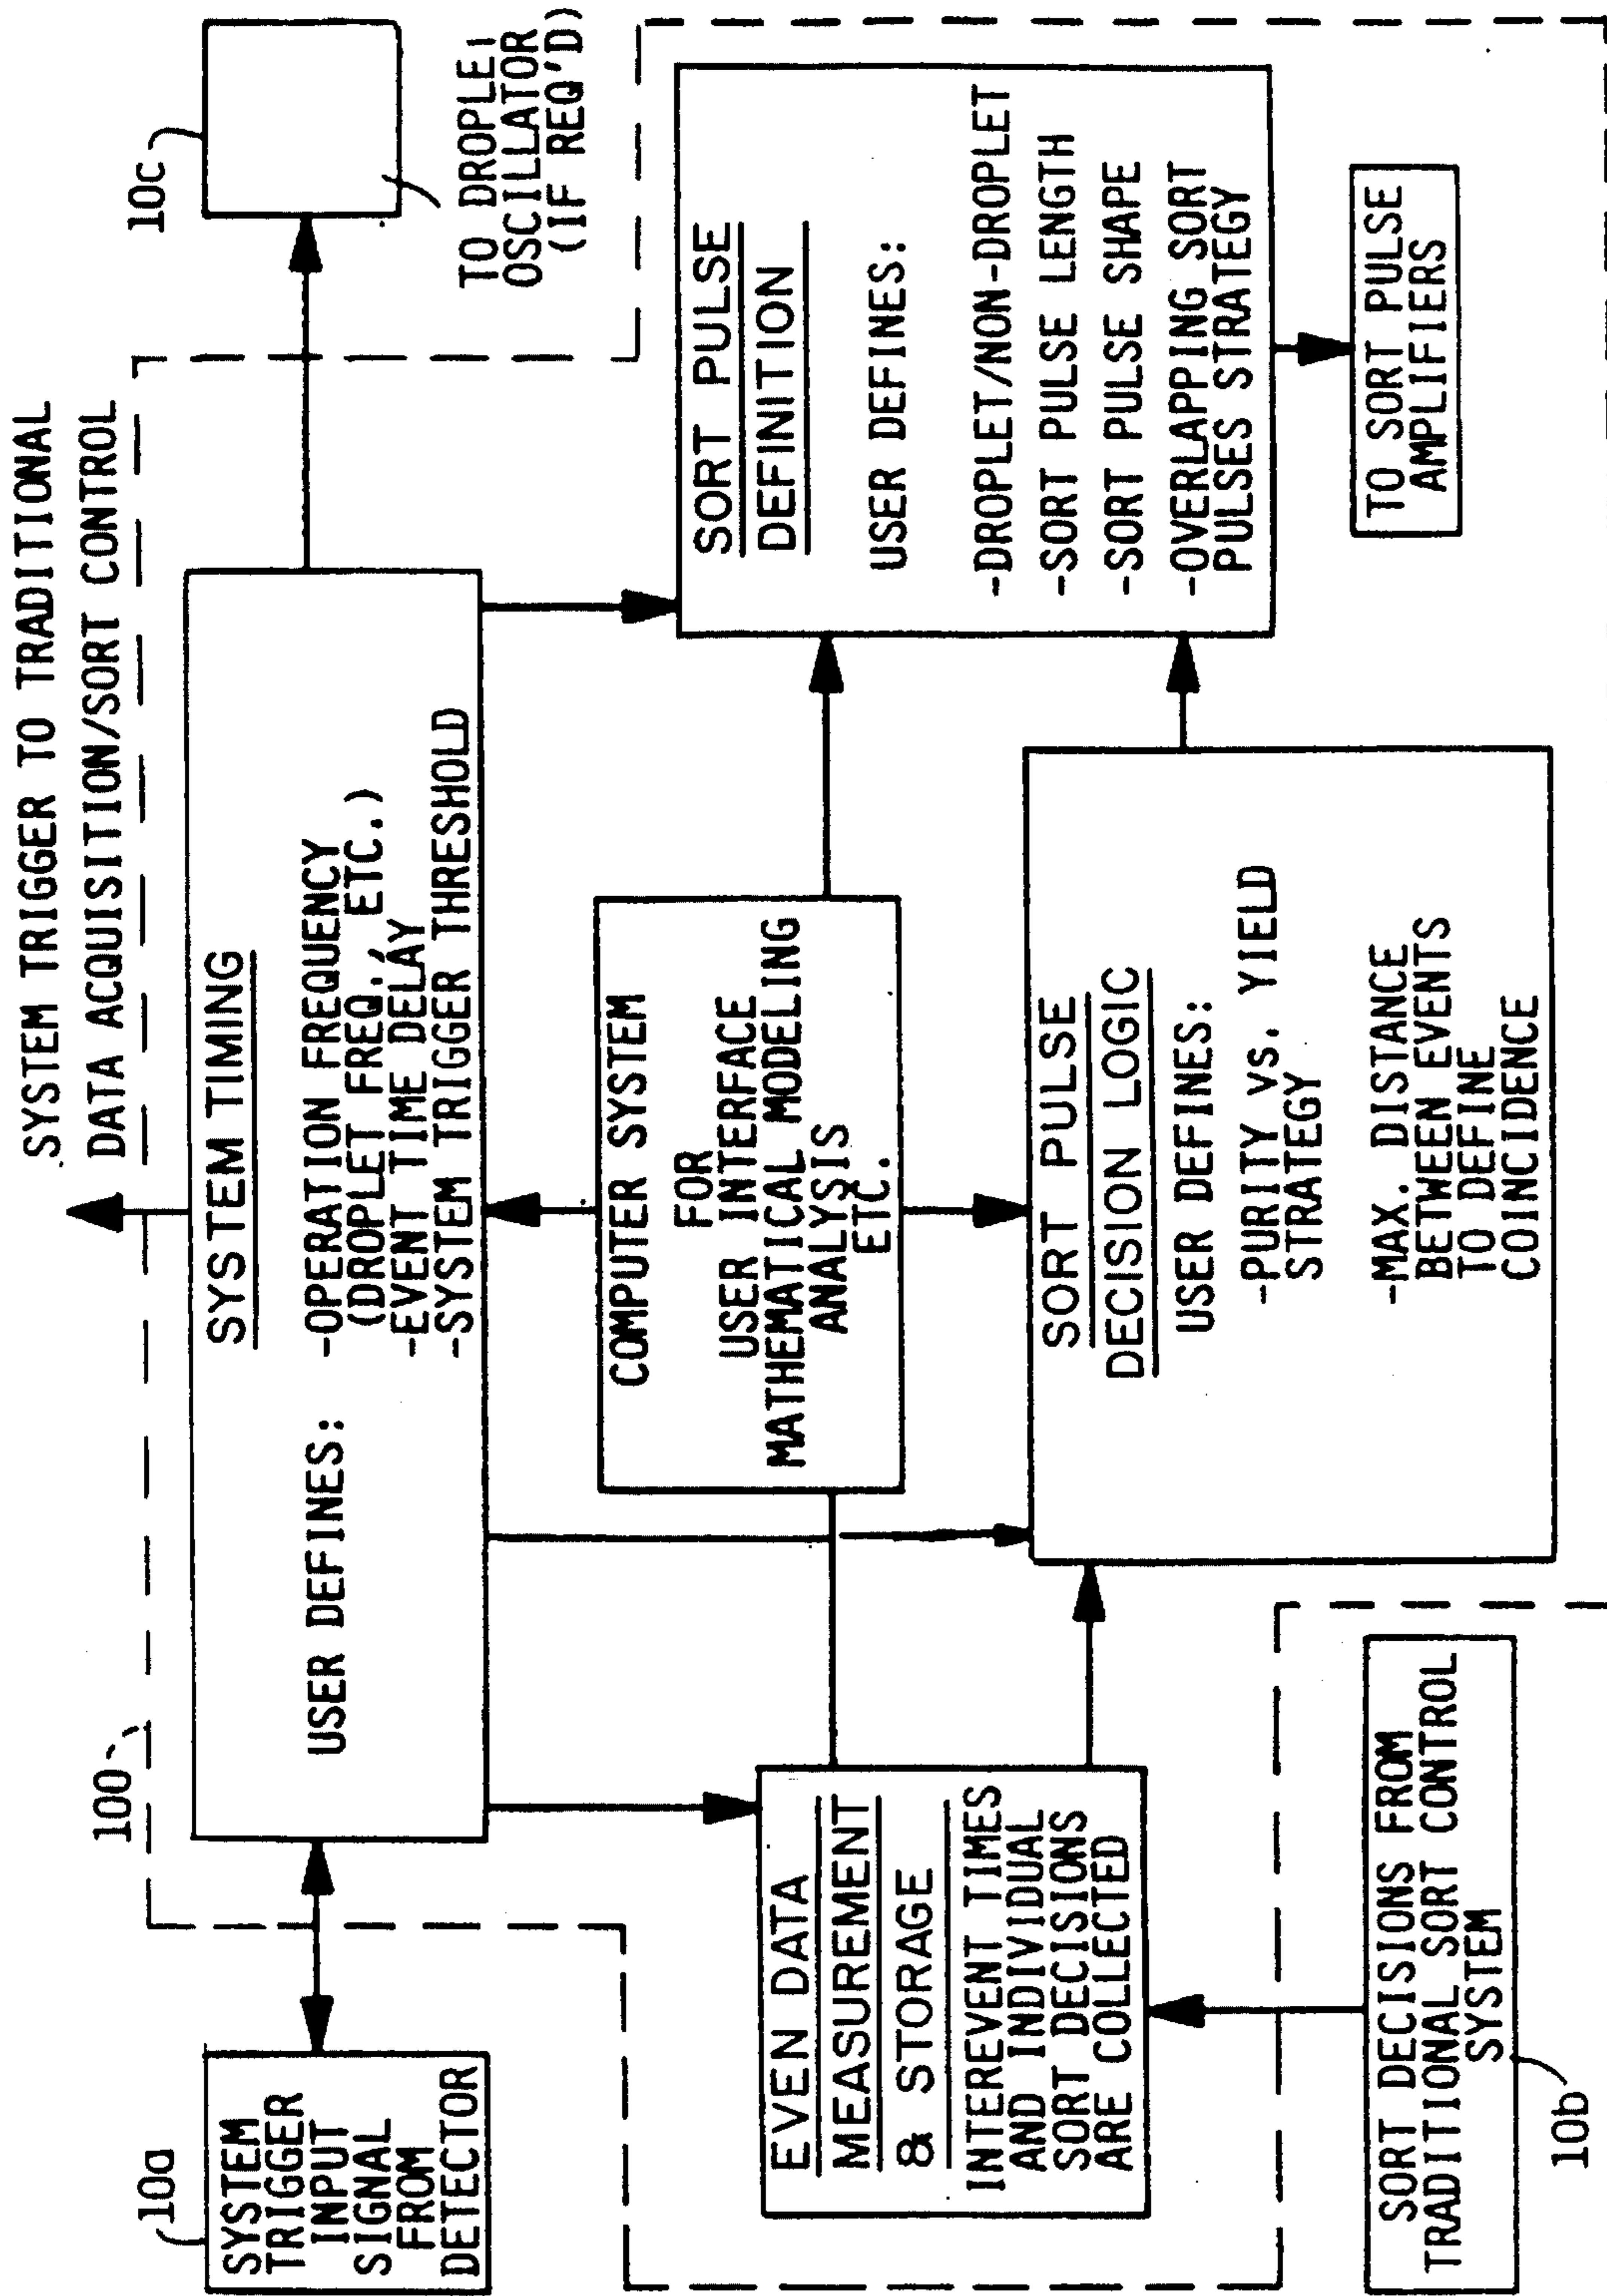 SYSTEM TRIGGER TO TRADITIONAL
DATA ACQUISITION/SORT CONTROL
100
10a
SYSTEM
TRIGGER
INPUT
SIGNAL
FROM
DETECTOR
SYSTEM TIMING
USER DEFINES:
-OPERATION FREQUENCY
(DROPLET FREQ., ETC.)
-EVENT TIME DELAY
-SYSTEM TRIGGER THRESHOLD
10c
TO DROPLE;
OSCILLATOR
(IF REQ'D)
COMPUTER SYSTEM
FOR
USER INTERFACE
MATHEMATICAL MODELING
ANALYSIS
ETC.
EVEN DATA
MEASUREMENT
& STORAGE
INTEREVENT TIMES
AND INDIVIDUAL
SORT DECISIONS
ARE COLLECTED
SORT PULSE
DECISION LOGIC
USER DEFINES:
-PURITY vs. YIELD
STRATEGY
-MAX. DISTANCE
BETWEEN EVENTS
TO DEFINE
COINCIDENCE
SORT PULSE
DEFINITION
USER DEFINES:
-DROPLET/NON-DROPLET
-SORT PULSE LENGTH
-SORT PULSE SHAPE
-OVERLAPPING SORT
PULSES STRATEGY
TO SORT PULSE
AMPLIFIERS
SORT DECISIONS FROM
TRADITIONAL SORT CONTROL
SYSTEM
10b